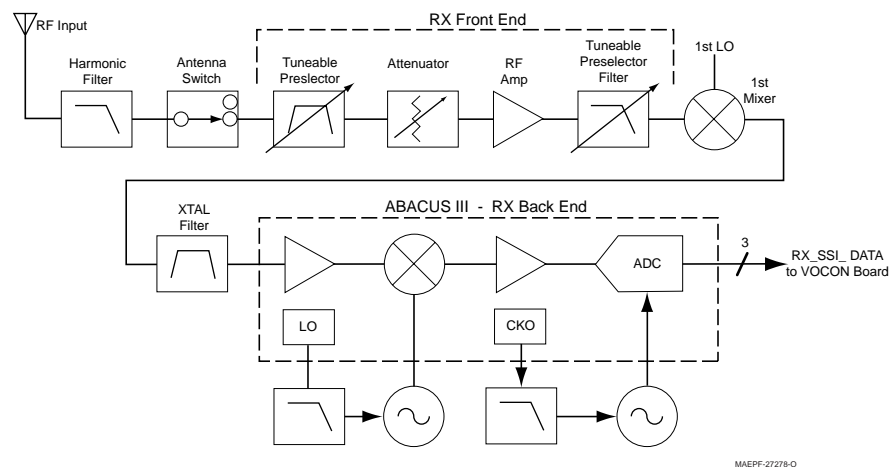 RF Input
RX Front End
Harmonic
Filter
Antenna
Switch
Tuneable
Preslector
Attenuator
RF
Amp
Tuneable
Preselector
Filter
1st LO
1st
Mixer
XTAL
Filter
ABACUS III - RX Back End
ADC
3
RX_SSI_ DATA
to VOCON Board
LO
CKO
MAEPF-27278-O